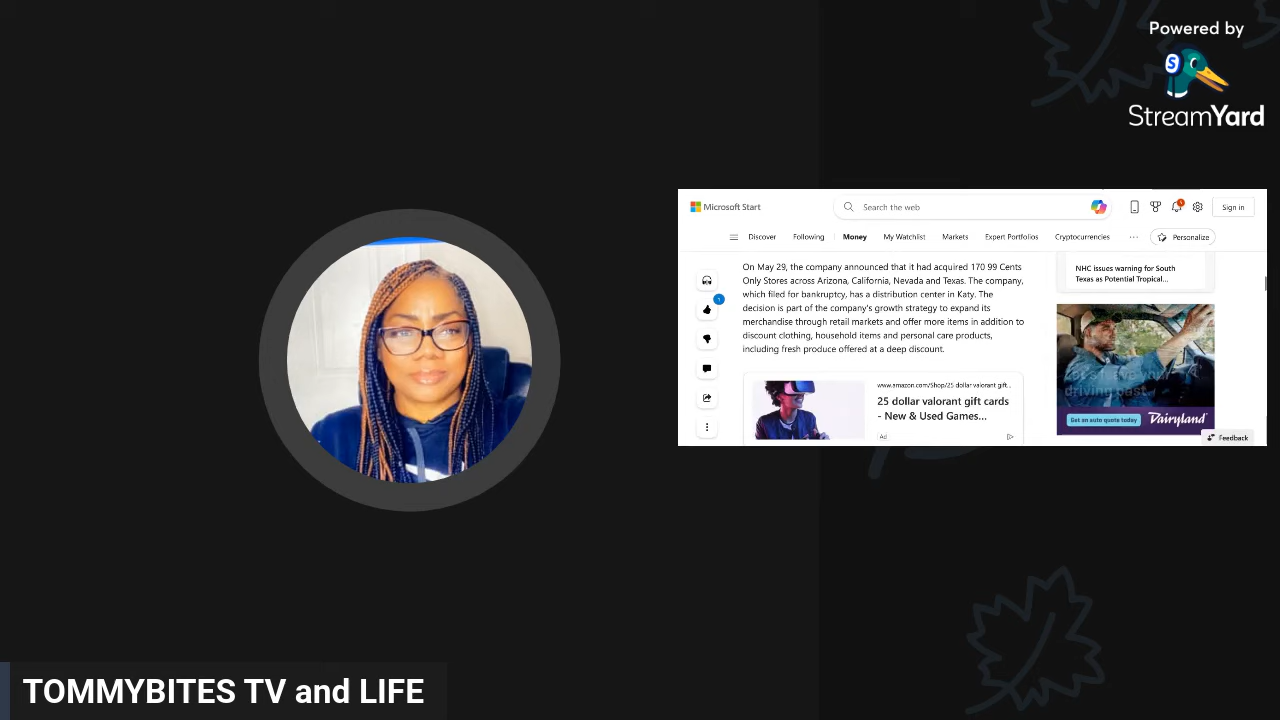 Powered by
S
StreamYard
Microsoft Start
Search the web
1
Sign in
Discover Following Money My Watchlist Markets Expert Portfolios Cryptocurrencies ... Personalize
On May 29, the company announced that it had acquired 170 99 Cents
Only Stores across Arizona, California, Nevada and Texas. The company,
which filed for bankruptcy, has a distribution center in Katy. The
decision is part of the company's growth strategy to expand its
merchandise through retail markets and offer more items in addition to
discount clothing, household items and personal care products,
including fresh produce offered at a deep discount.
1
NHC issues warning for South
Texas as Potential Tropical...
www.amazon.com/Shop/25 dollar valorant gift...
25 dollar valorant gift cards
- New & Used Games...
Ad
driving past
Get an auto quote today
Dairyland
Feedback
TOMMYBITES TV and LIFE